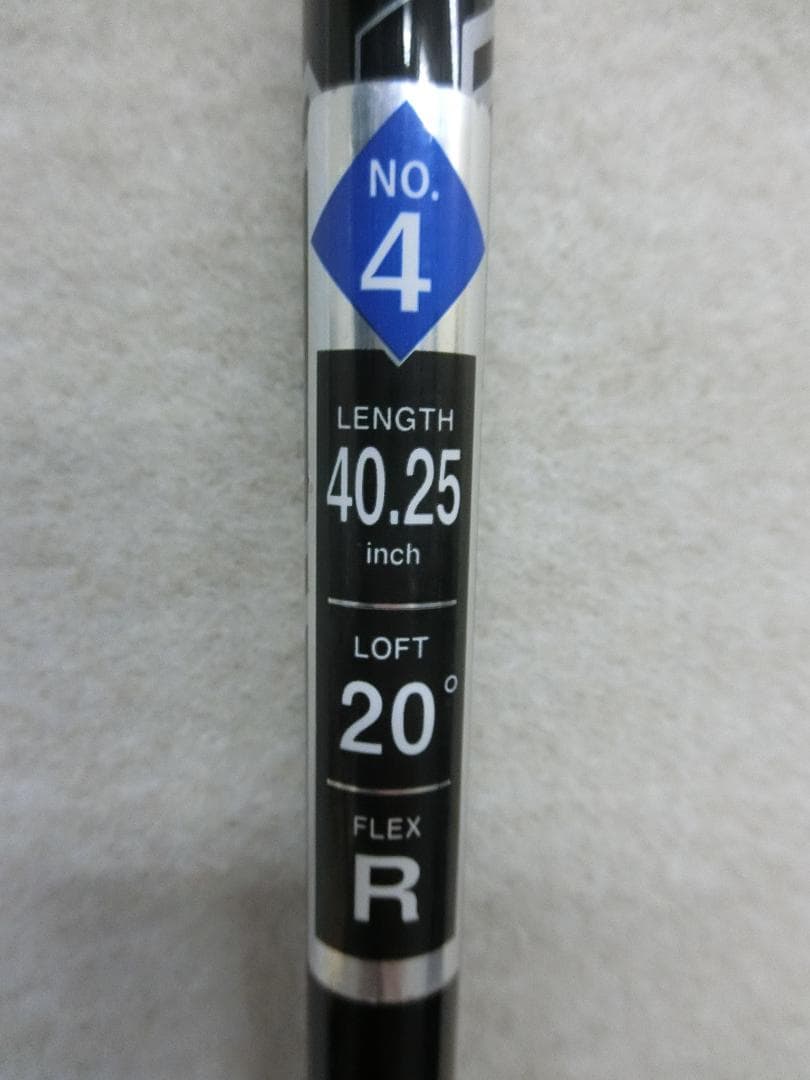 NO.
4
LENGTH
40.25
inch
LOFT
20°
FLEX
R